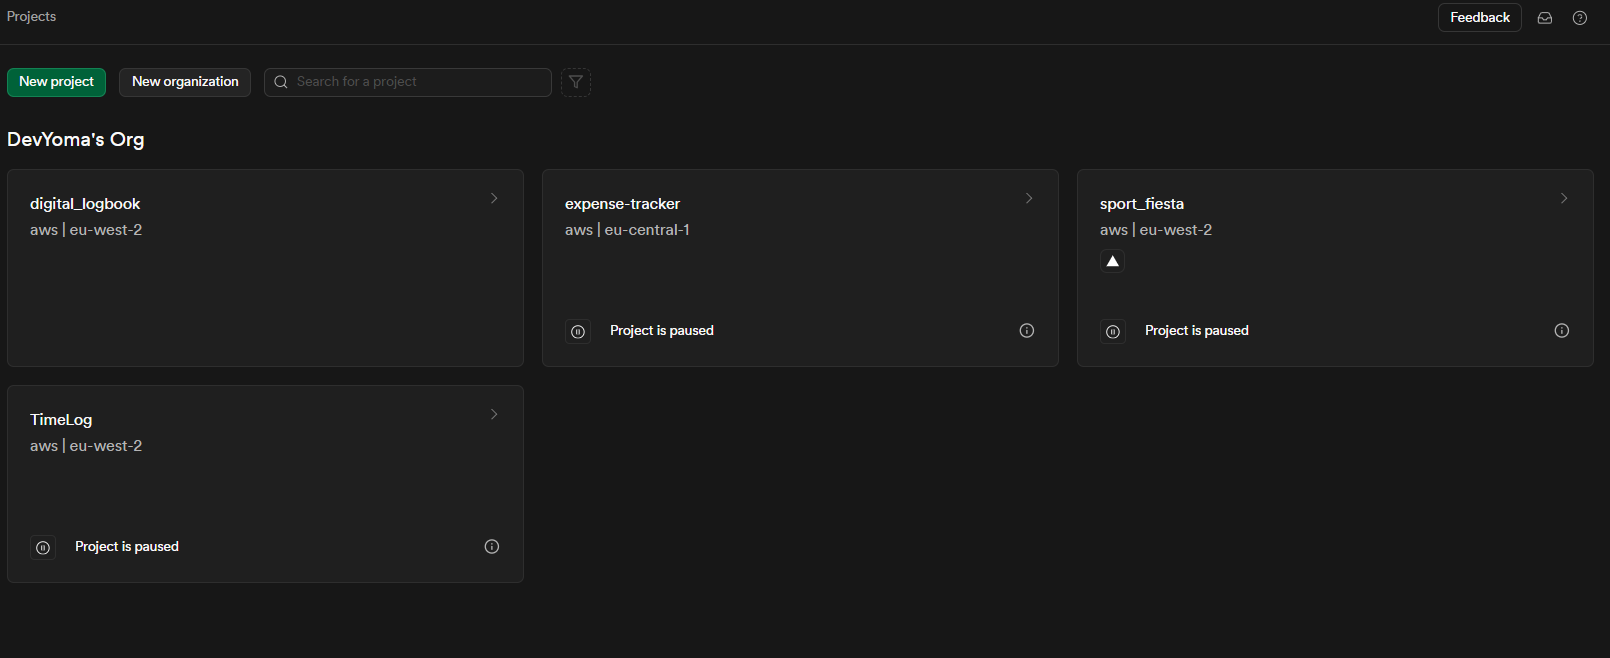 Projects
Feedback
New project
New organization
Search for a project
DevYoma's Org
digital_logbook
aws | eu-west-2
expense-tracker
aws | eu-central-1
Project is paused
sport_fiesta
aws | eu-west-2
Project is paused
TimeLog
aws | eu-west-2
Project is paused